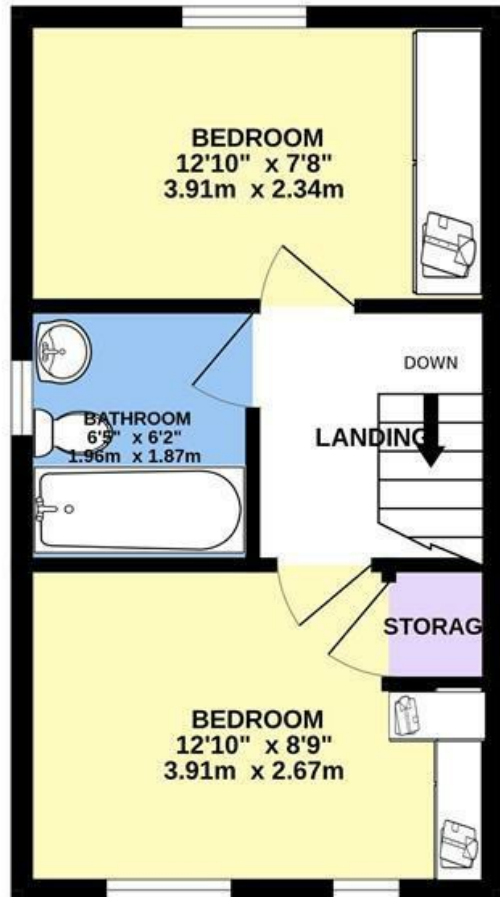 BEDROOM
12'10" x 7'8"
3.91m x 2.34m
DOWN
LANDING
BATHROOM
6'5" x 6'2"
1.96m x 1.87m
STORAG
BEDROOM
12'10" x 8'9"
3.91m x 2.67m